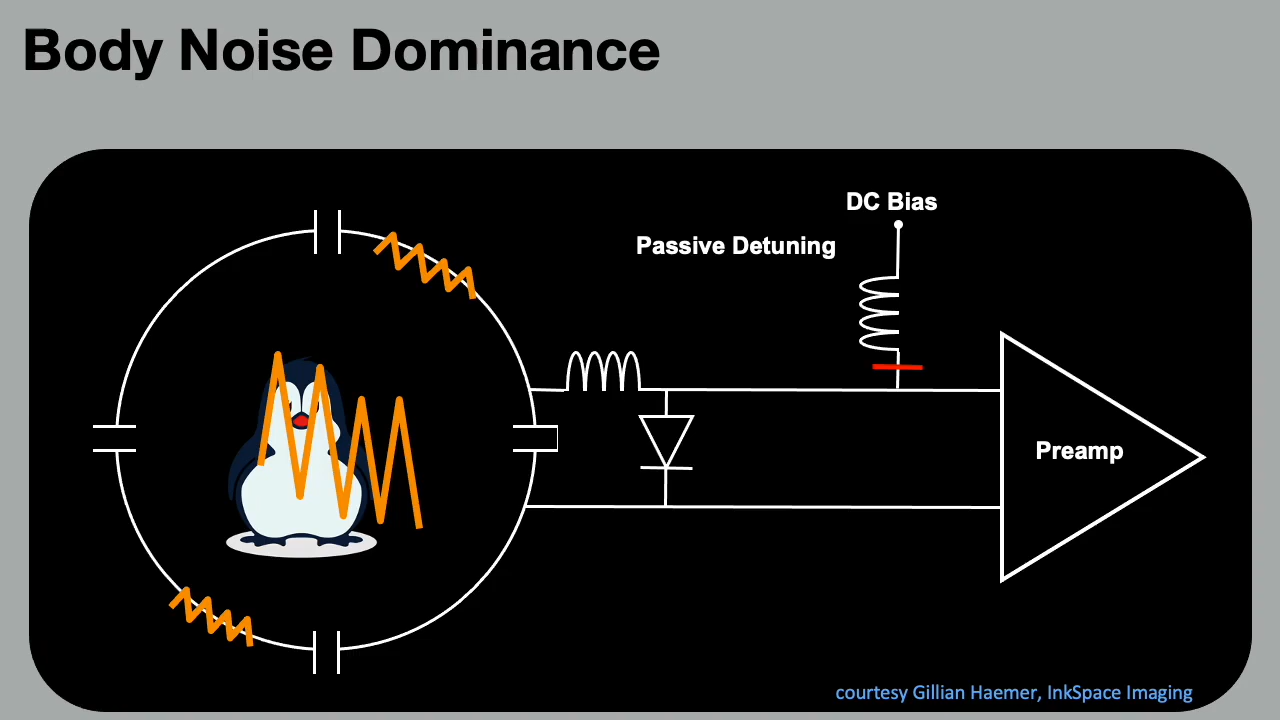 Body Noise Dominance
DC Bias
Passive Detuning
Preamp
courtesy Gillian Haemer, InkSpace Imaging